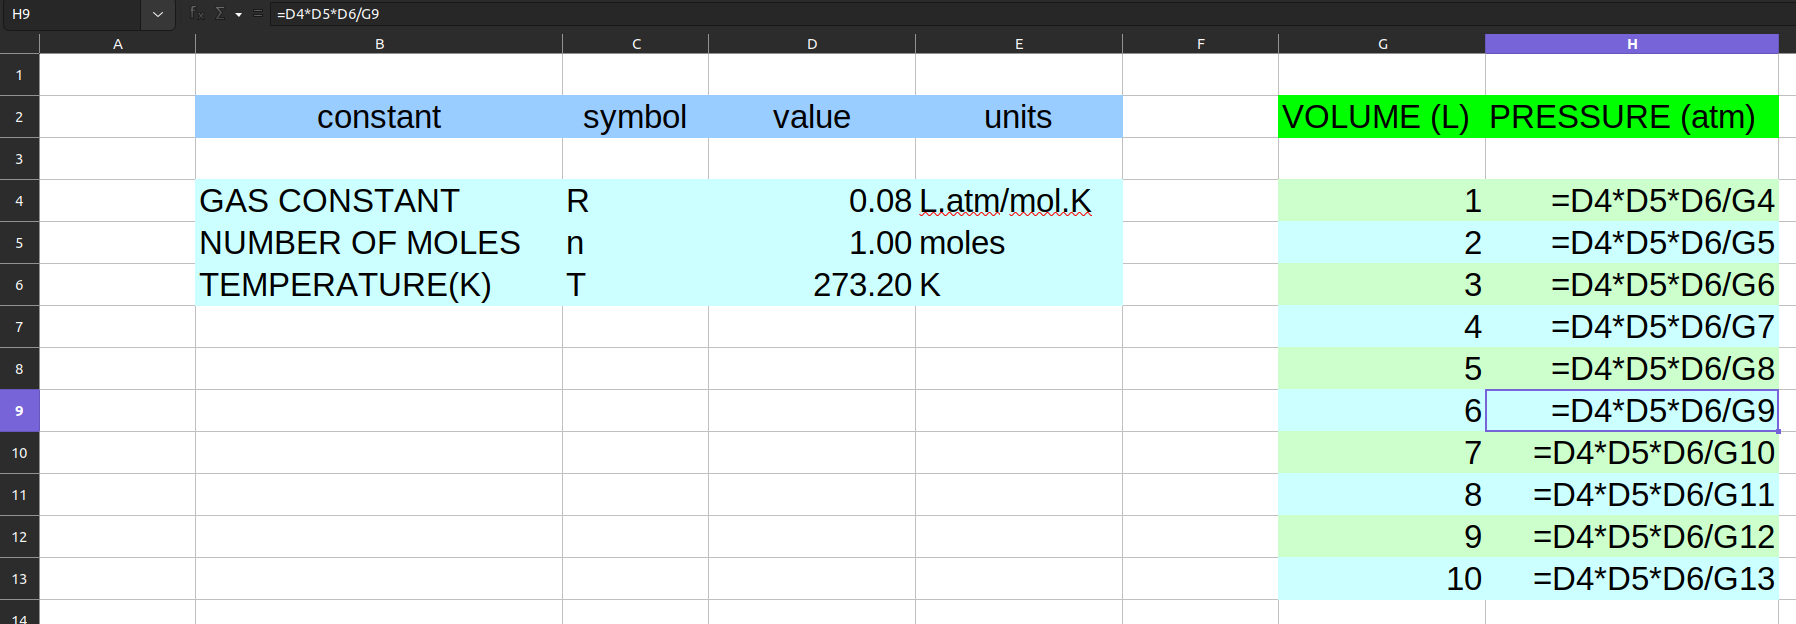 H9 fx Σ = =D4*D5*D6/G9
A B C D E F G H
1
2 constant symbol value units VOLUME (L) PRESSURE (atm)
3
4 GAS CONSTANT R 0.08 L.atm/mol.K 1 =D4*D5*D6/G4
5 NUMBER OF MOLES n 1.00 moles 2 =D4*D5*D6/G5
6 TEMPERATURE(K) T 273.20 K 3 =D4*D5*D6/G6
7 4 =D4*D5*D6/G7
8 5 =D4*D5*D6/G8
9 6 =D4*D5*D6/G9
10 7 =D4*D5*D6/G10
11 8 =D4*D5*D6/G11
12 9 =D4*D5*D6/G12
13 10 =D4*D5*D6/G13
14